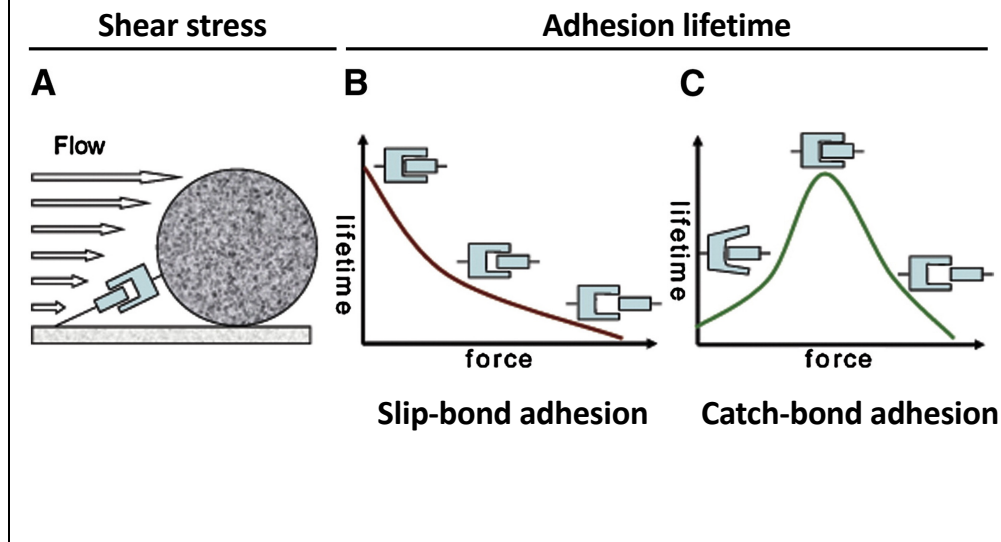 Shear stress
Adhesion lifetime
A
B
C
Flow
lifetime
lifetime
force
force
Slip-bond adhesion
Catch-bond adhesion